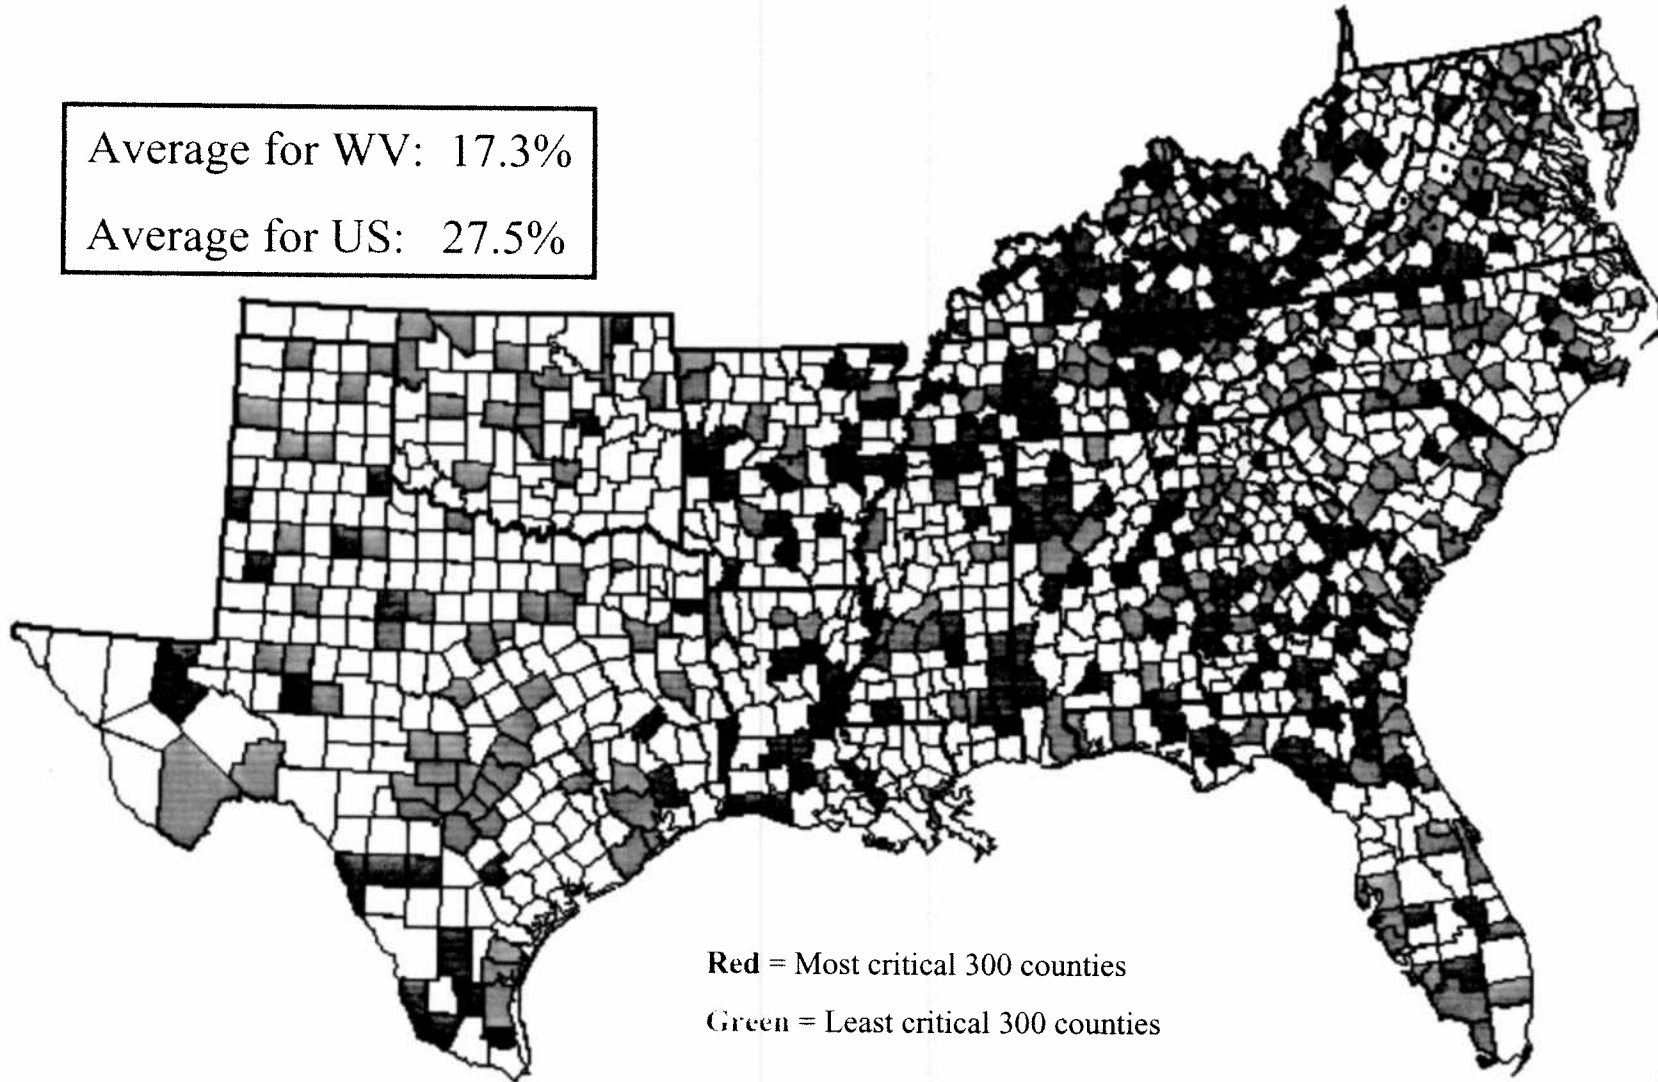 Average for WV: 17.3%
Average for US: 27.5%
Red = Most critical 300 counties
Green = Least critical 300 counties